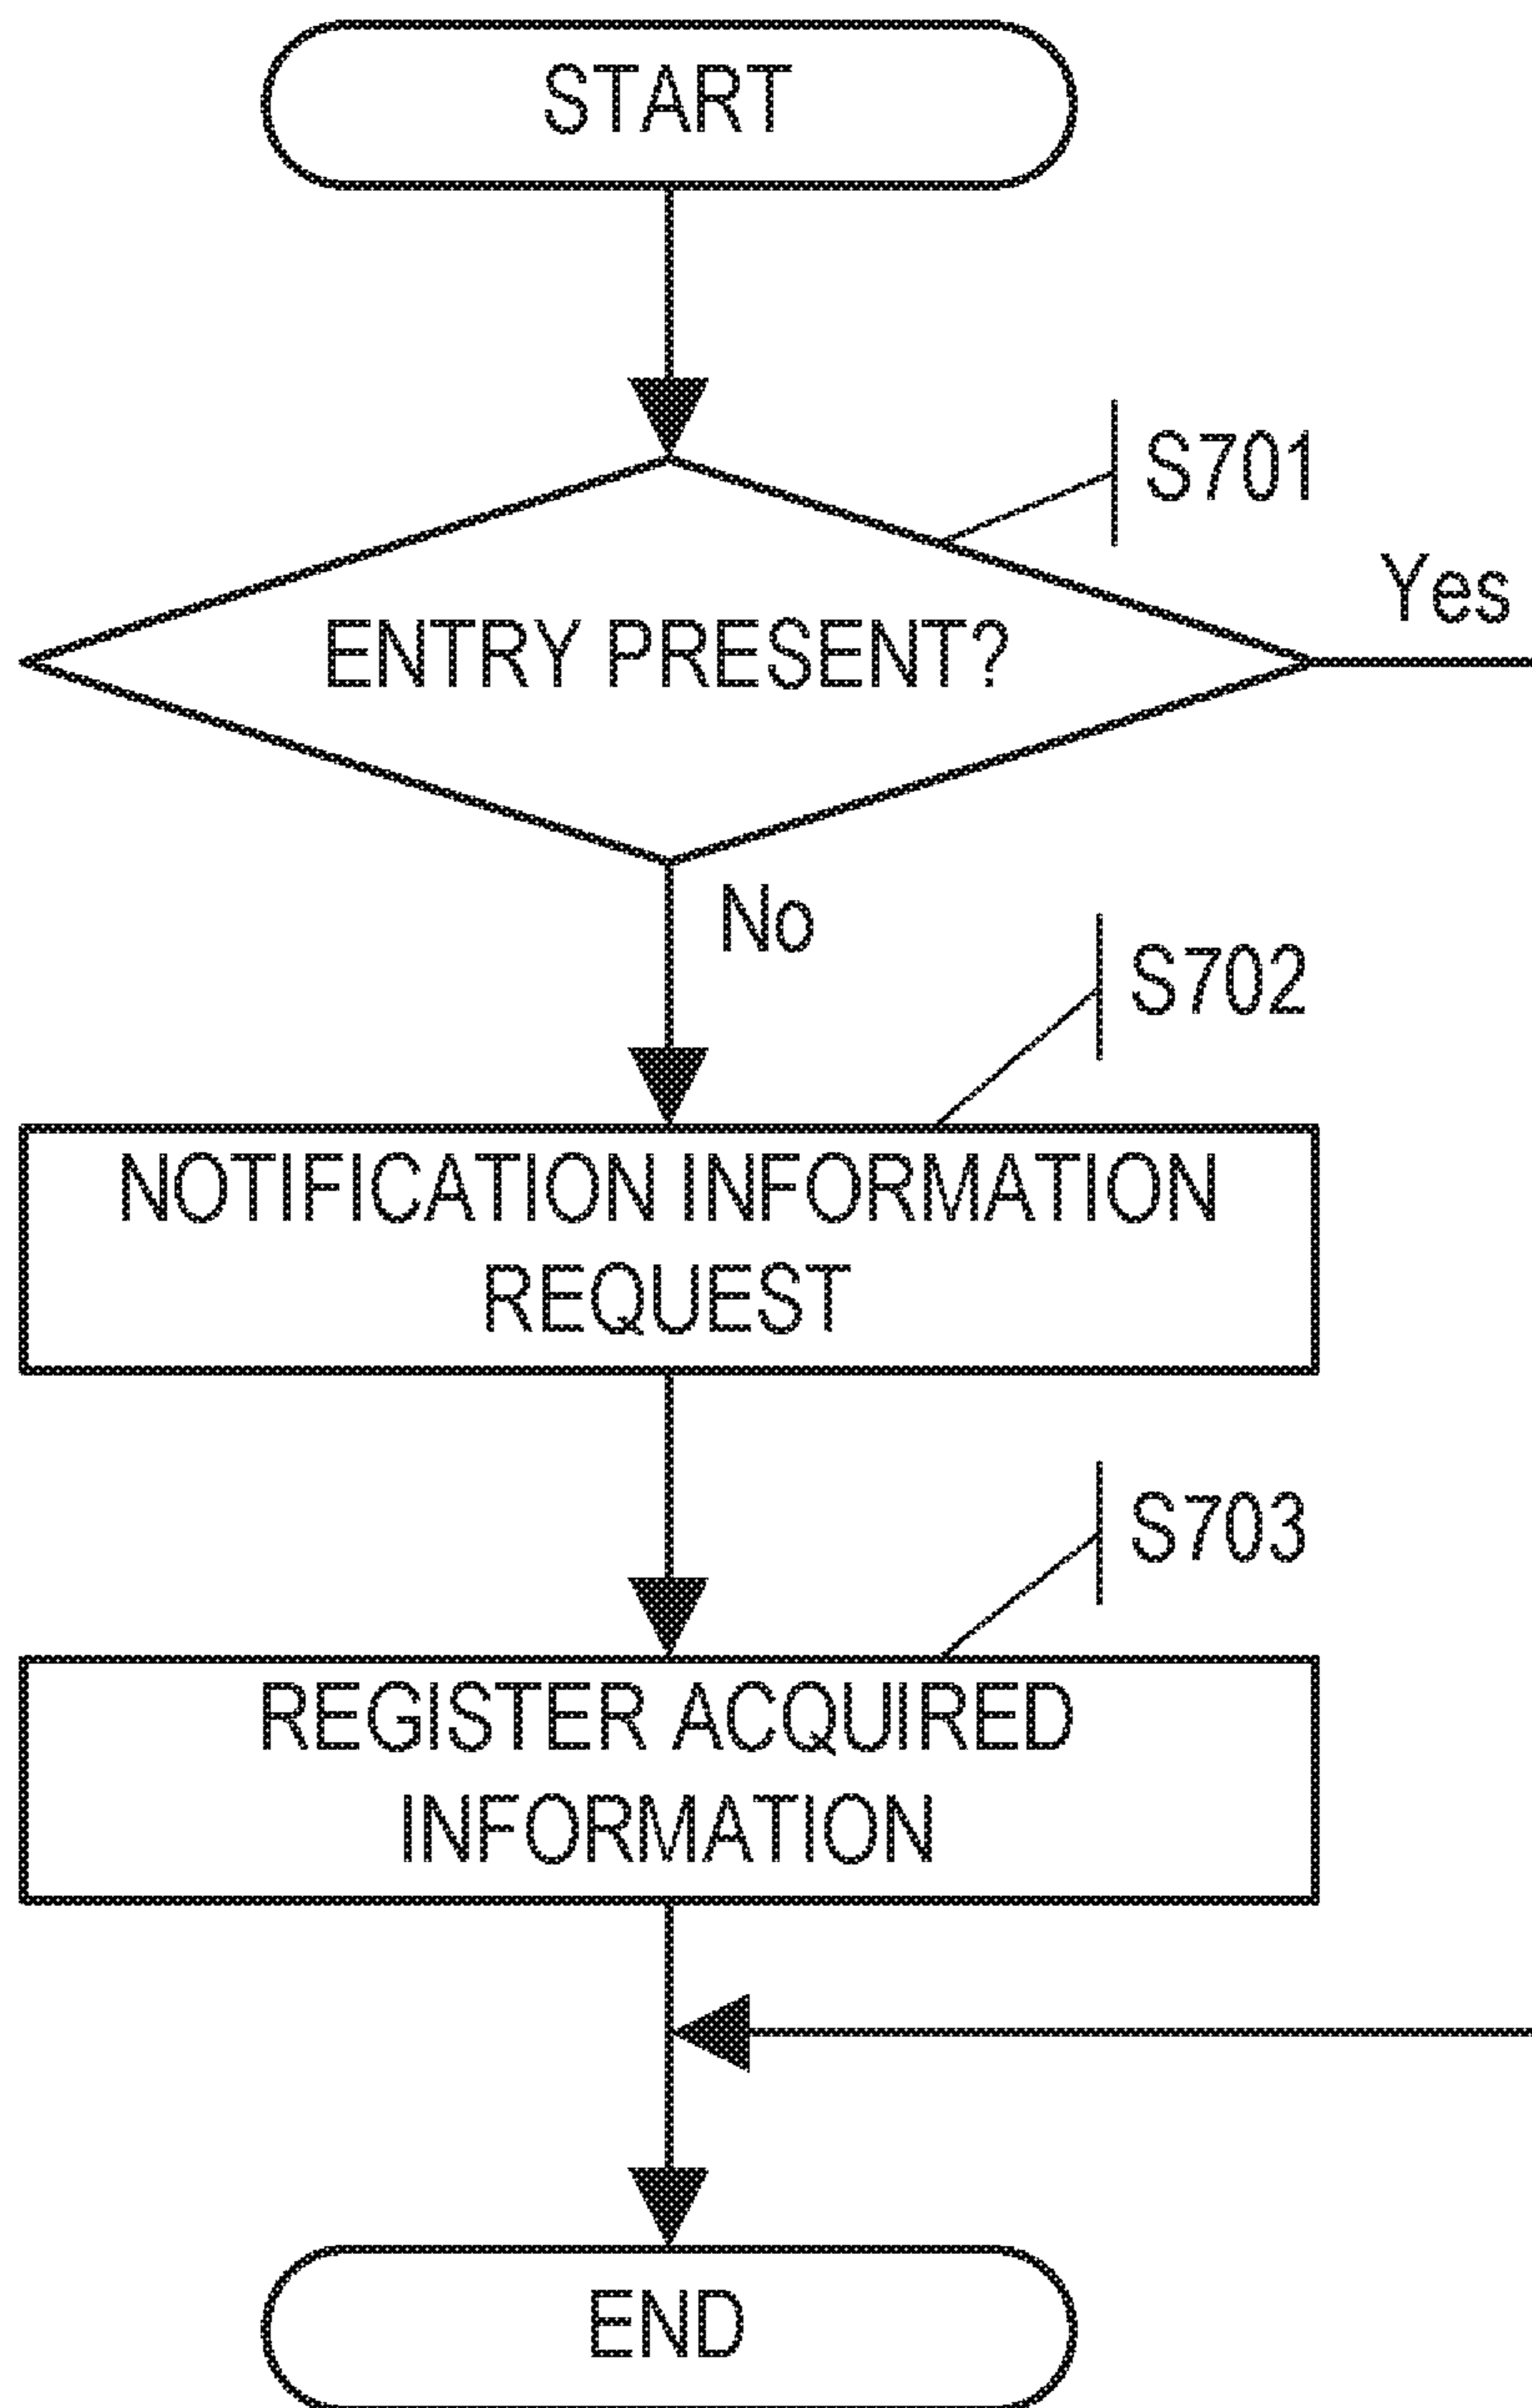 START
S701
Yes
ENTRY PRESENT?
No
S702
NOTIFICATION INFORMATION
REQUEST
S703
REGISTER ACQUIRED
INFORMATION
END